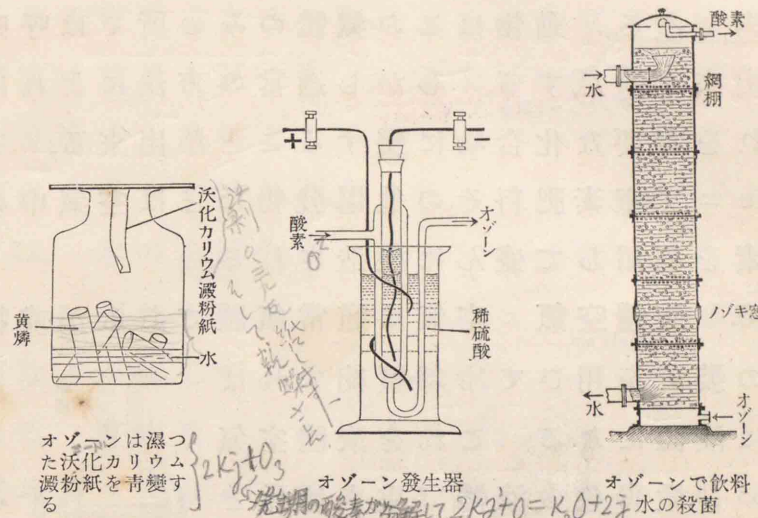 沃化カリウム澱粉紙
黄燐
水
オゾーンは濕つ
た沃化カリウム
澱粉紙を靑變す
る
2Kj+O₃
+
-
酸素
O₂
オゾーン
稀硫酸
オゾーン發生器
2Kj+O=K₂O+2j
酸素
水
網棚
ノゾキ窓
水
オゾーン
オゾーンで飲料
水の殺菌